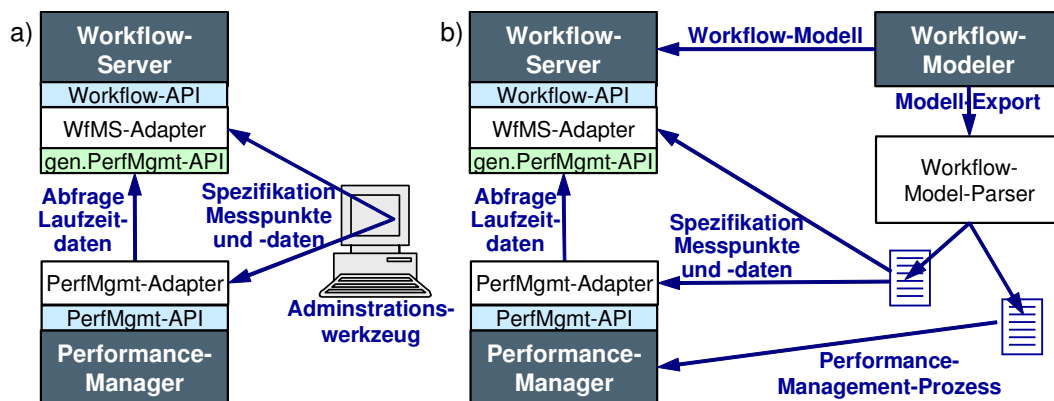 a)
Workflow-
Server
Workflow-API
WfMS-Adapter
gen.PerfMgmt-API
Abfrage
Laufzeit-
daten
Spezifikation
Messpunkte
und -daten
PerfMgmt-Adapter
PerfMgmt-API
Performance-
Manager
Adminstrations-
werkzeug
b)
Workflow-
Server
Workflow-API
WfMS-Adapter
gen.PerfMgmt-API
Workflow-Modell
Workflow-
Modeler
Modell-Export
Workflow-
Model-Parser
Abfrage
Laufzeit-
daten
Spezifikation
Messpunkte
und -daten
PerfMgmt-Adapter
PerfMgmt-API
Performance-
Manager
Performance-
Management-Prozess